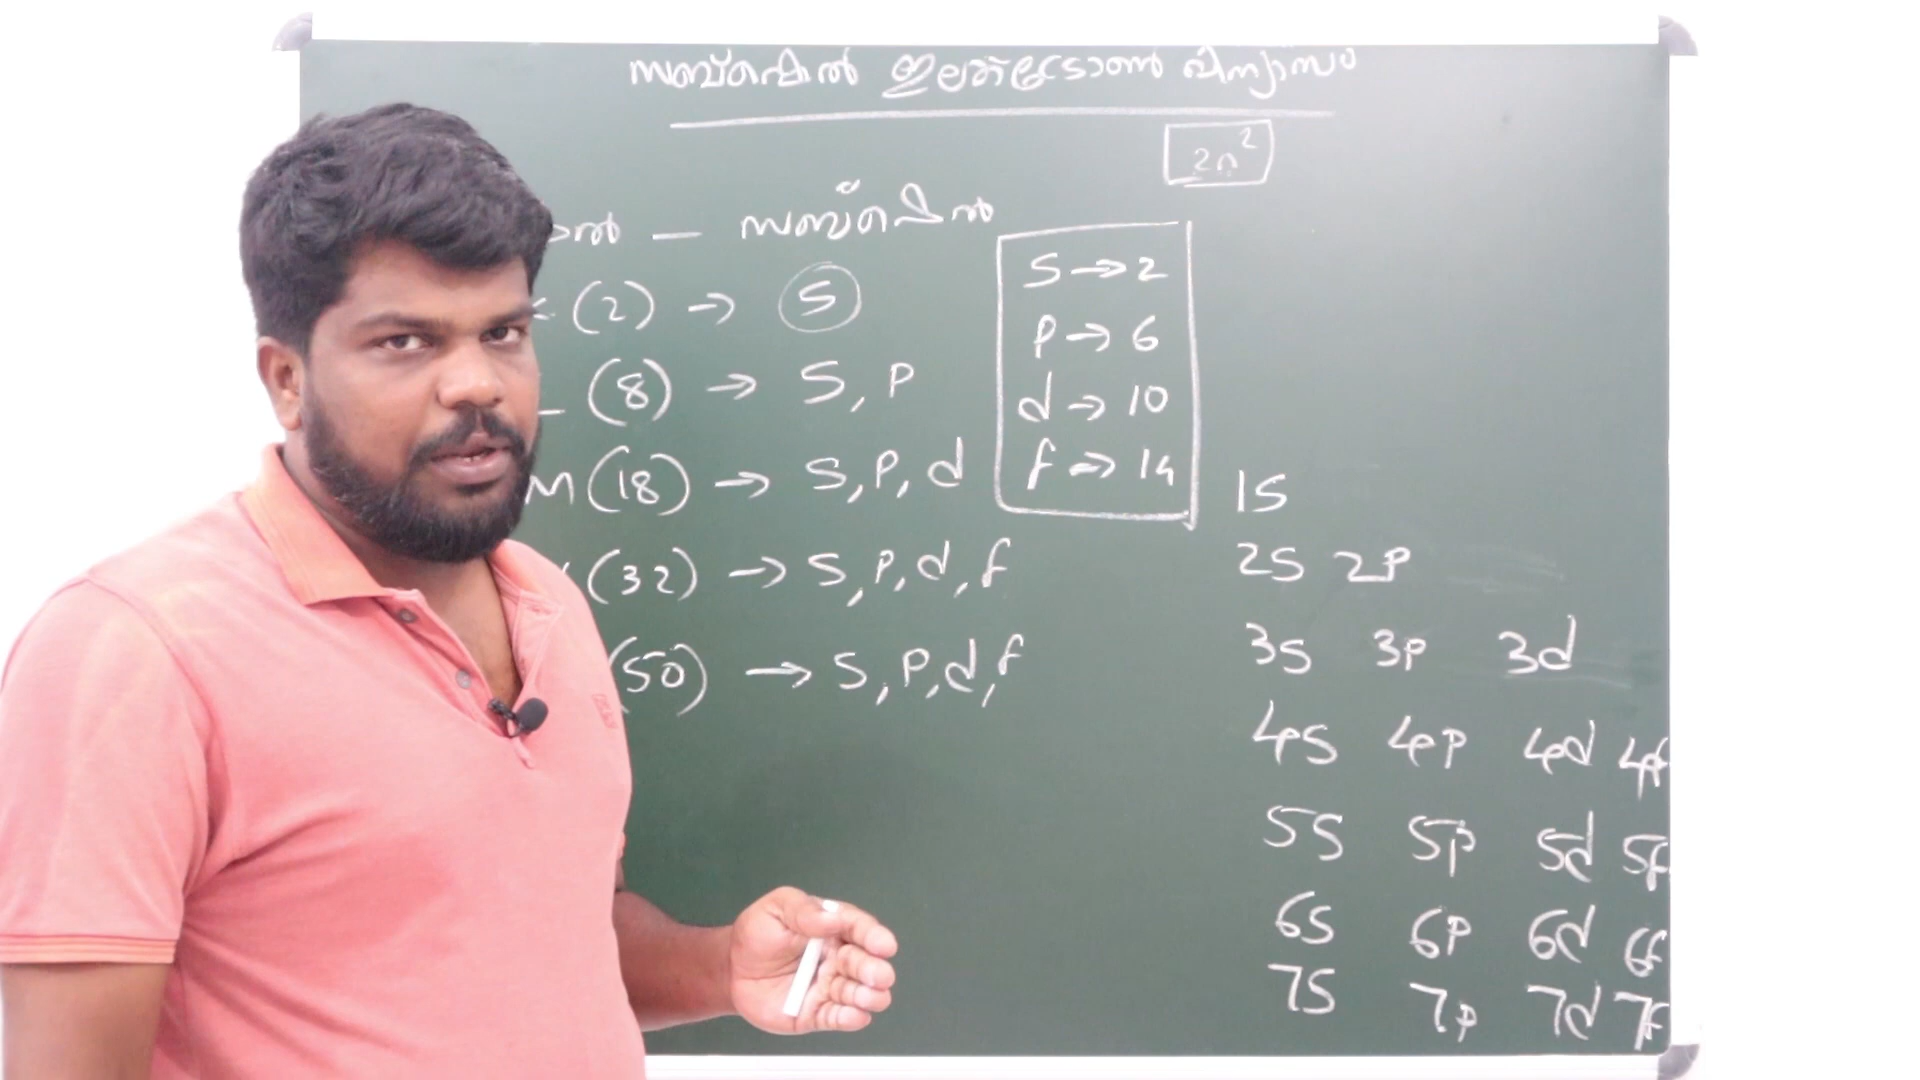 സബ്ഷെൽ ഇലക്ട്രോൺ വിന്യാസം
2n²
ൽ — സബ്ഷെൽ
(2) → S
(8) → S, P
M (18) → S, P, d
(32) → S, P, d, f
(50) → S, P, d, f
S → 2
P → 6
d → 10
f → 14
1S
2S 2P
3S 3P 3d
4S 4P 4d 4f
5S 5P 5d 5f
6S 6P 6d 6f
7S 7P 7d 7f